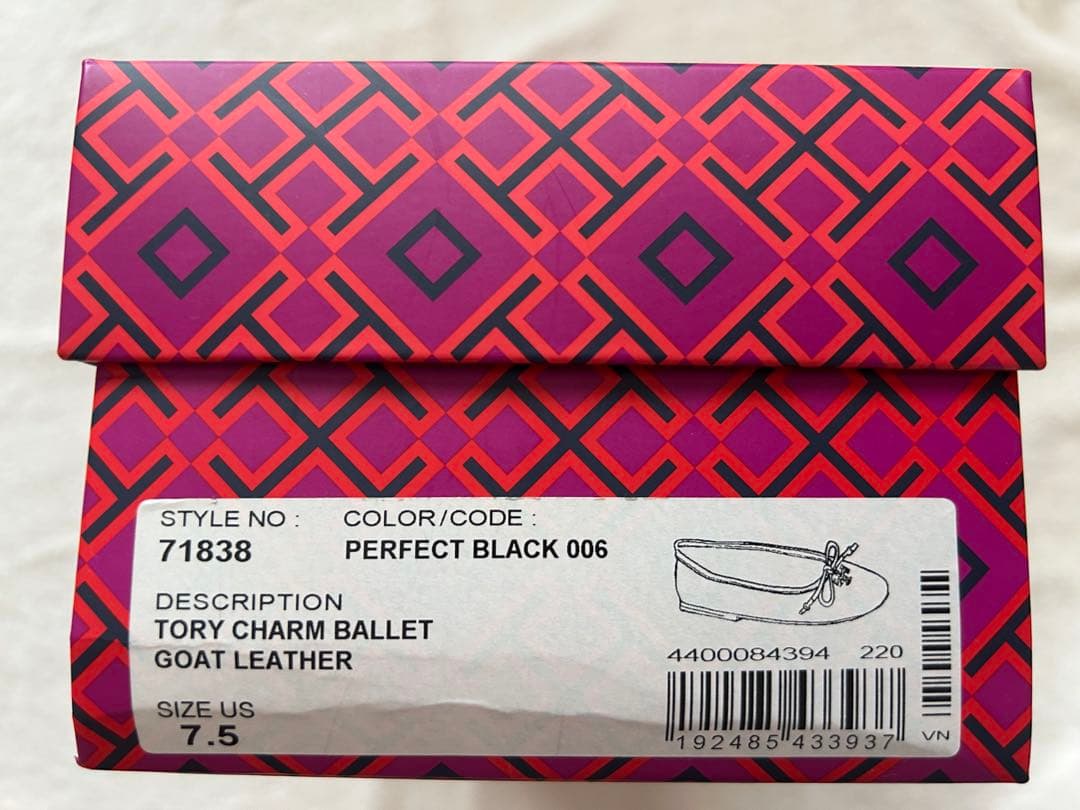 STYLE NO : COLOR/CODE :
71838 PERFECT BLACK 006
DESCRIPTION
TORY CHARM BALLET
GOAT LEATHER
SIZE US
7.5
4400084394 220
192485 433937
VN